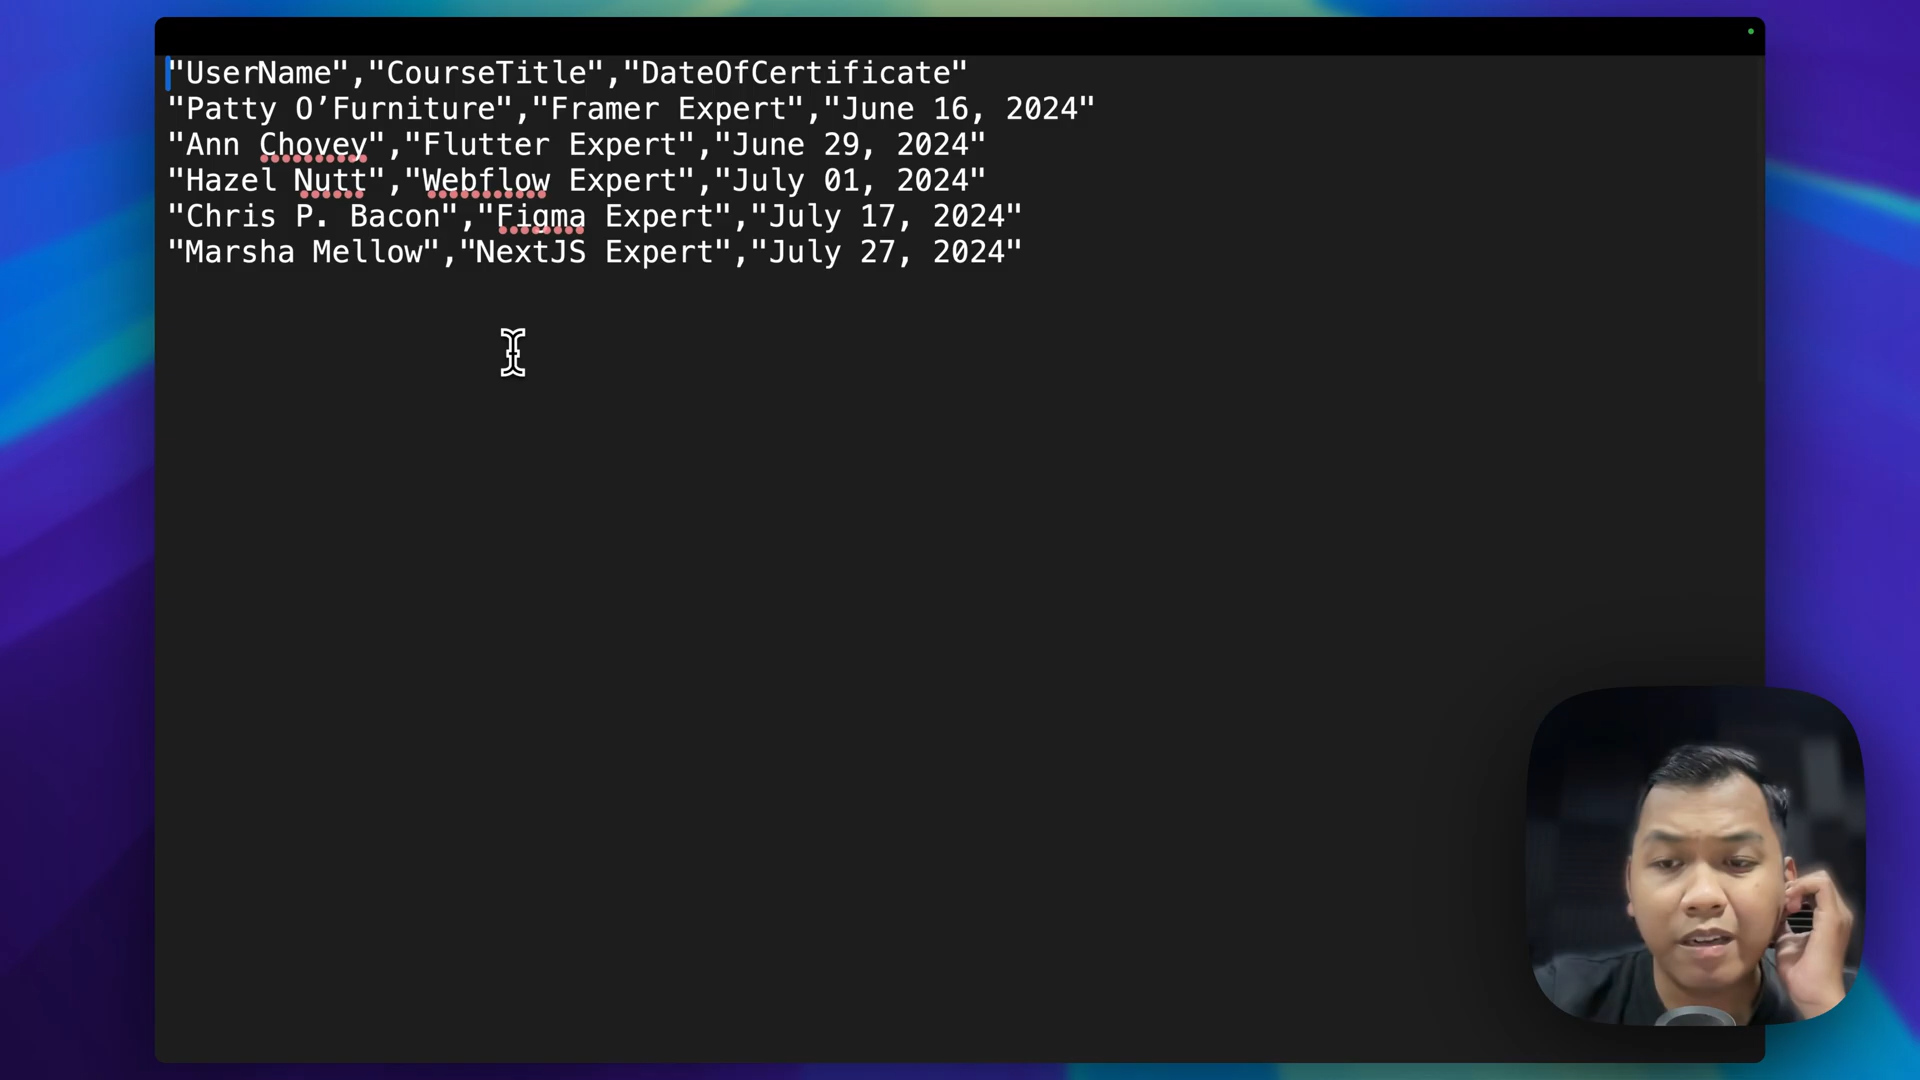 "UserName","CourseTitle","DateOfCertificate"
"Patty O’Furniture","Framer Expert","June 16, 2024"
"Ann Chovey","Flutter Expert","June 29, 2024"
"Hazel Nutt","Webflow Expert","July 01, 2024"
"Chris P. Bacon","Figma Expert","July 17, 2024"
"Marsha Mellow","NextJS Expert","July 27, 2024"